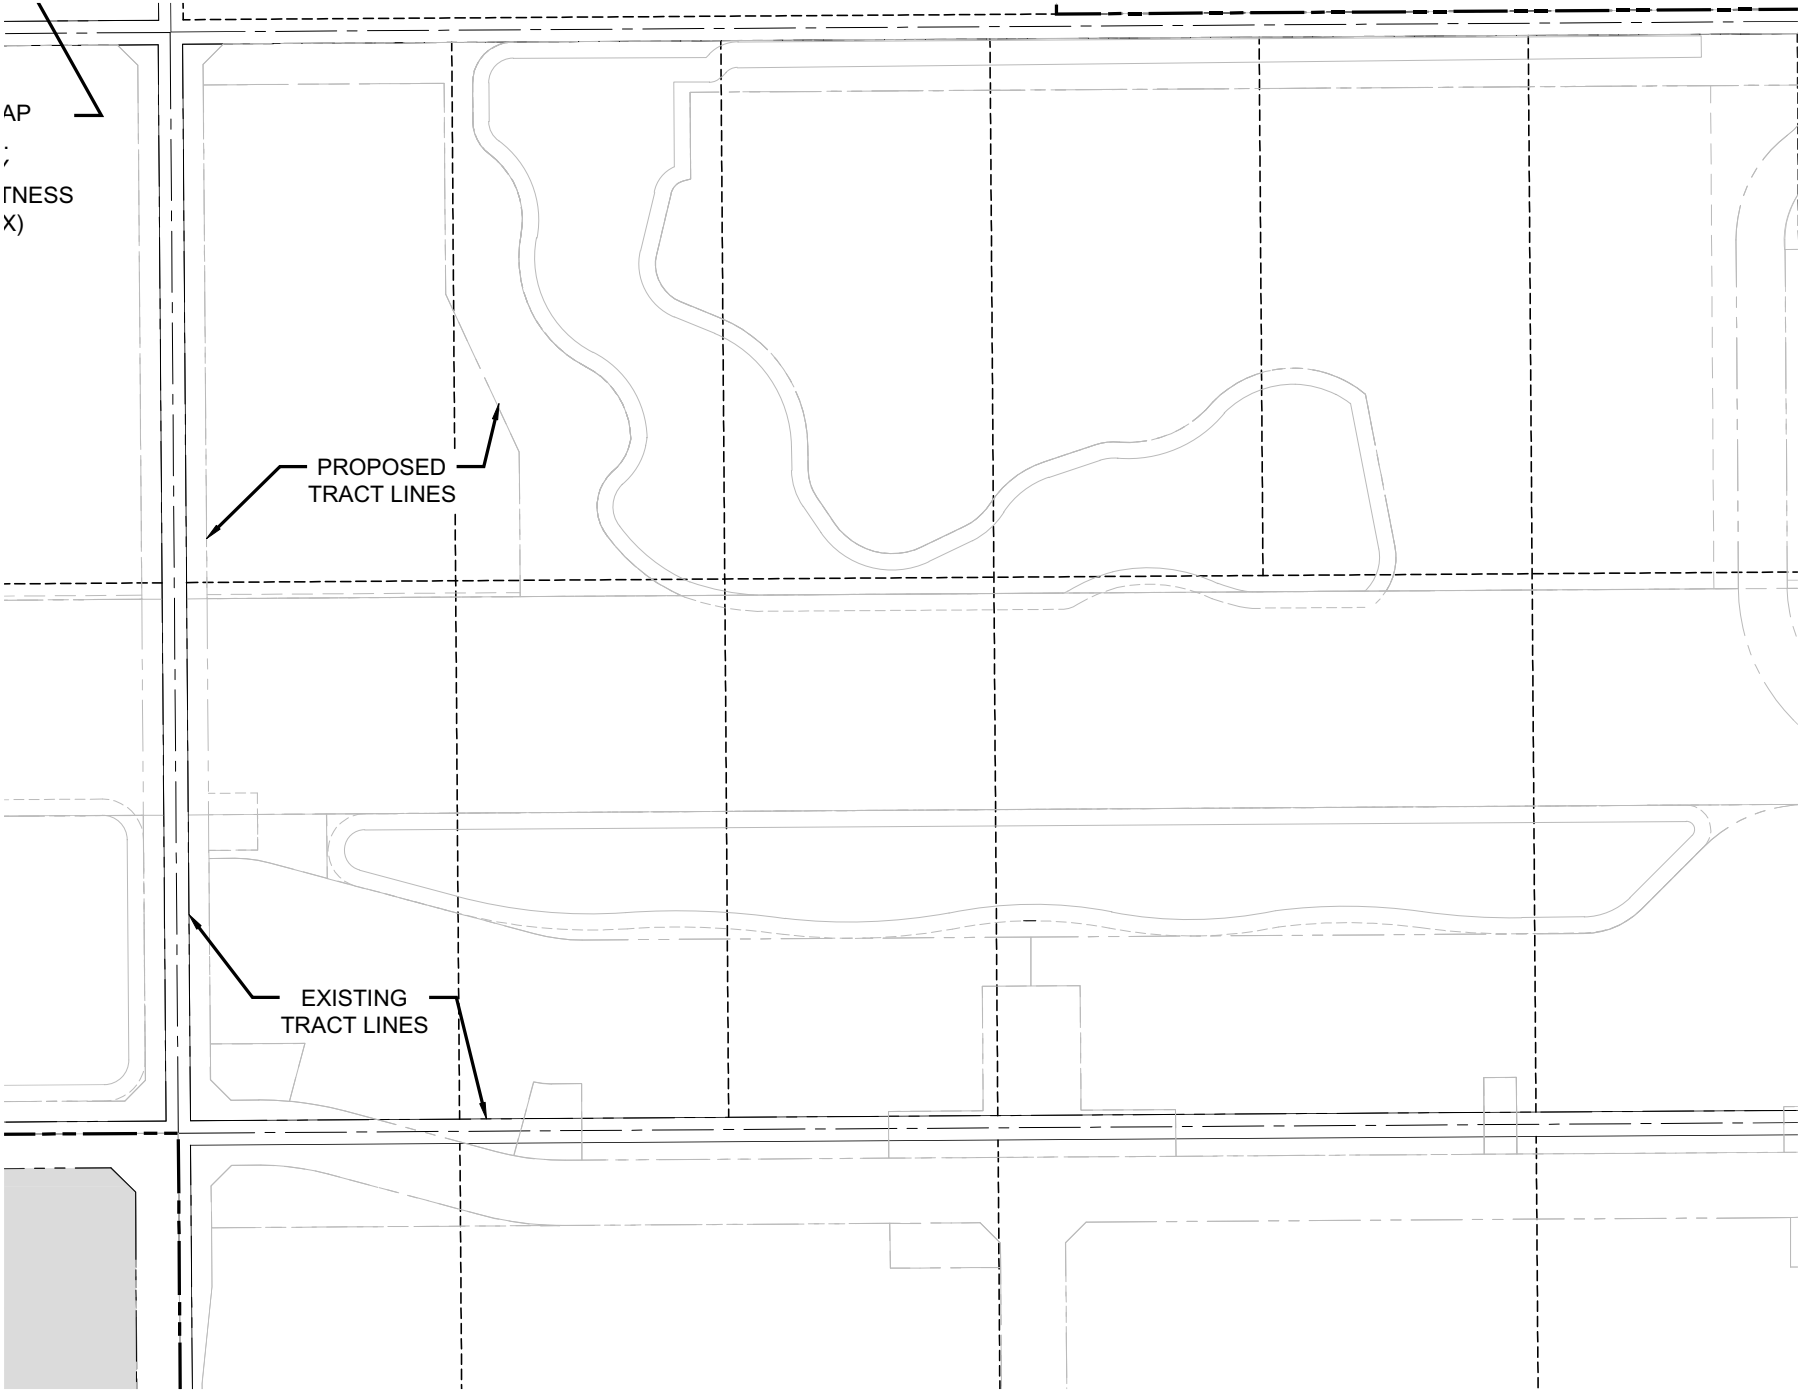 AP
TNESS
X)
PROPOSED
TRACT LINES
EXISTING
TRACT LINES